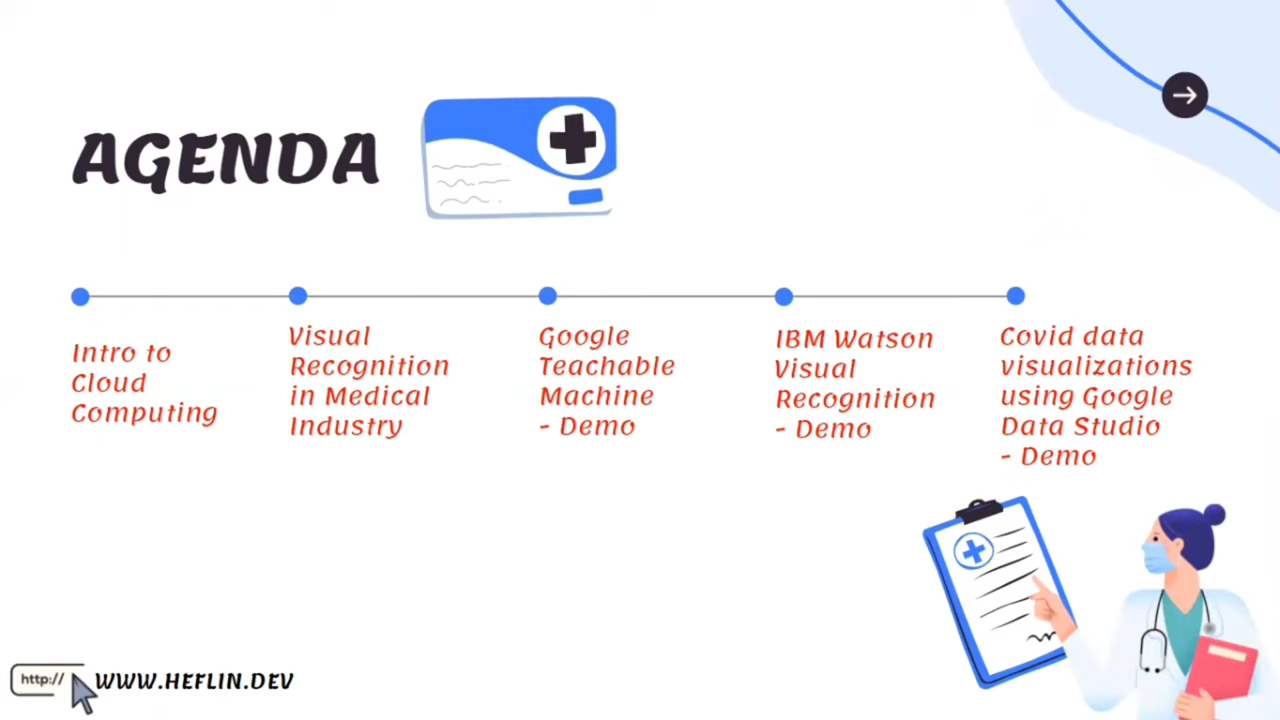 AGENDA
Intro to
Cloud
Computing
Visual
Recognition
in Medical
Industry
Google
Teachable
Machine
- Demo
IBM Watson
Visual
Recognition
- Demo
Covid data
visualizations
using Google
Data Studio
- Demo
http://
WWW.HEFLIN.DEV